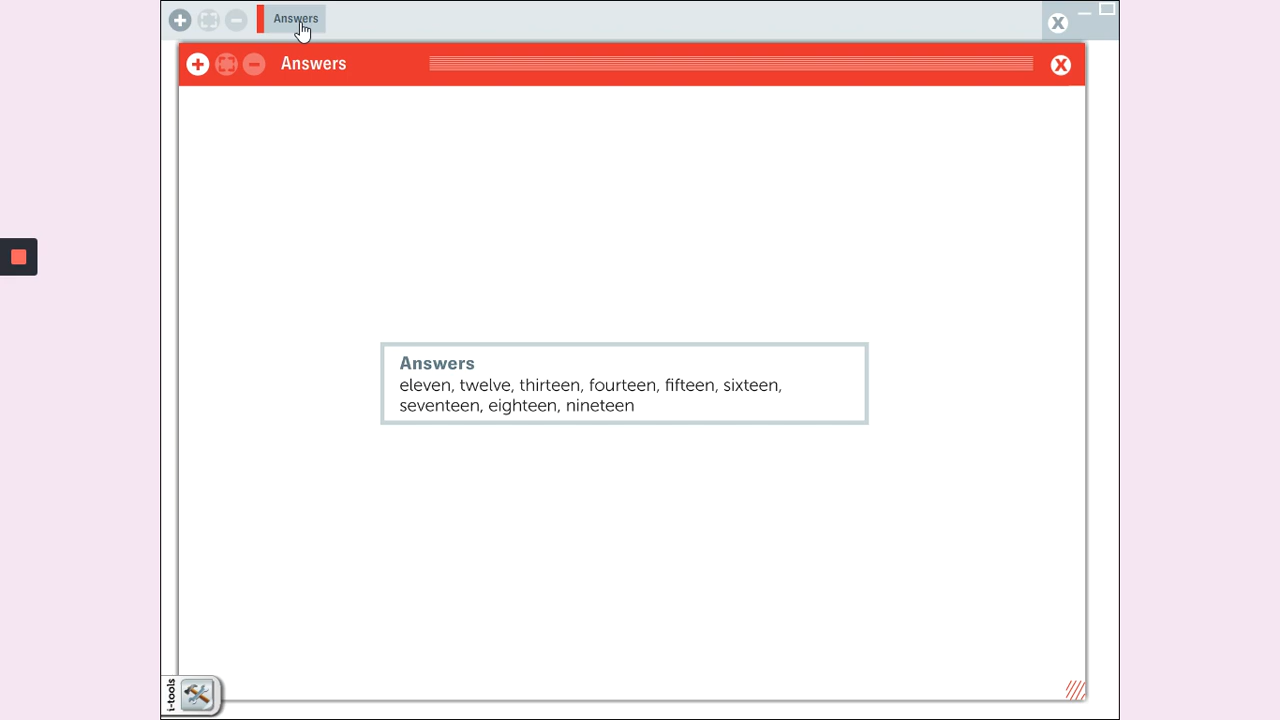 Answers
Answers
Answers
eleven, twelve, thirteen, fourteen, fifteen, sixteen,
seventeen, eighteen, nineteen
i-tools